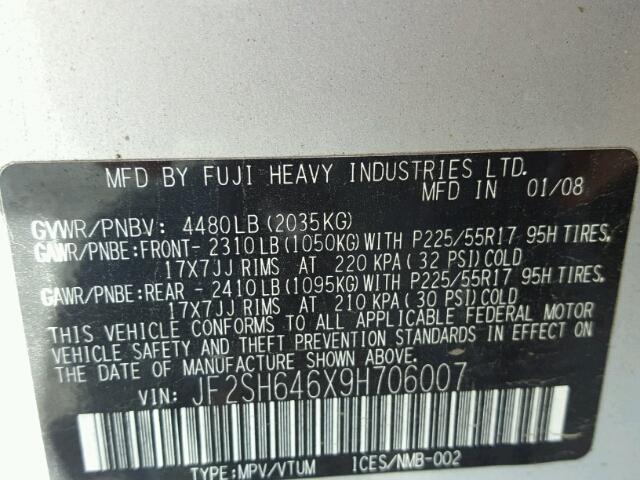 MFD BY FUJI HEAVY INDUSTRIES LTD.
MFD IN 01/08
GVWR/PNBV: 4480LB(2035KG)
GAWR/PNBE:FRONT- 2310LB(1050KG)WITH P225/55R17 95H TIRES,
17X7JJ RIMS AT 220 KPA(32 PSI)COLD
GAWR/PNBE:REAR - 2410LB(1095KG)WITH P225/55R17 95H TIRES,
17X7JJ RIMS AT 210 KPA(30 PSI)COLD
THIS VEHICLE CONFORMS TO ALL APPLICABLE FEDERAL MOTOR
VEHICLE SAFETY AND THEFT PREVENTION STANDARDS IN EFFECT ON
THE DATE OF MANUFACTURE SHOWN ABOVE.
VIN: JF2SH646X9H706007
TYPE:MPV/VTUM ICES/NMB-002